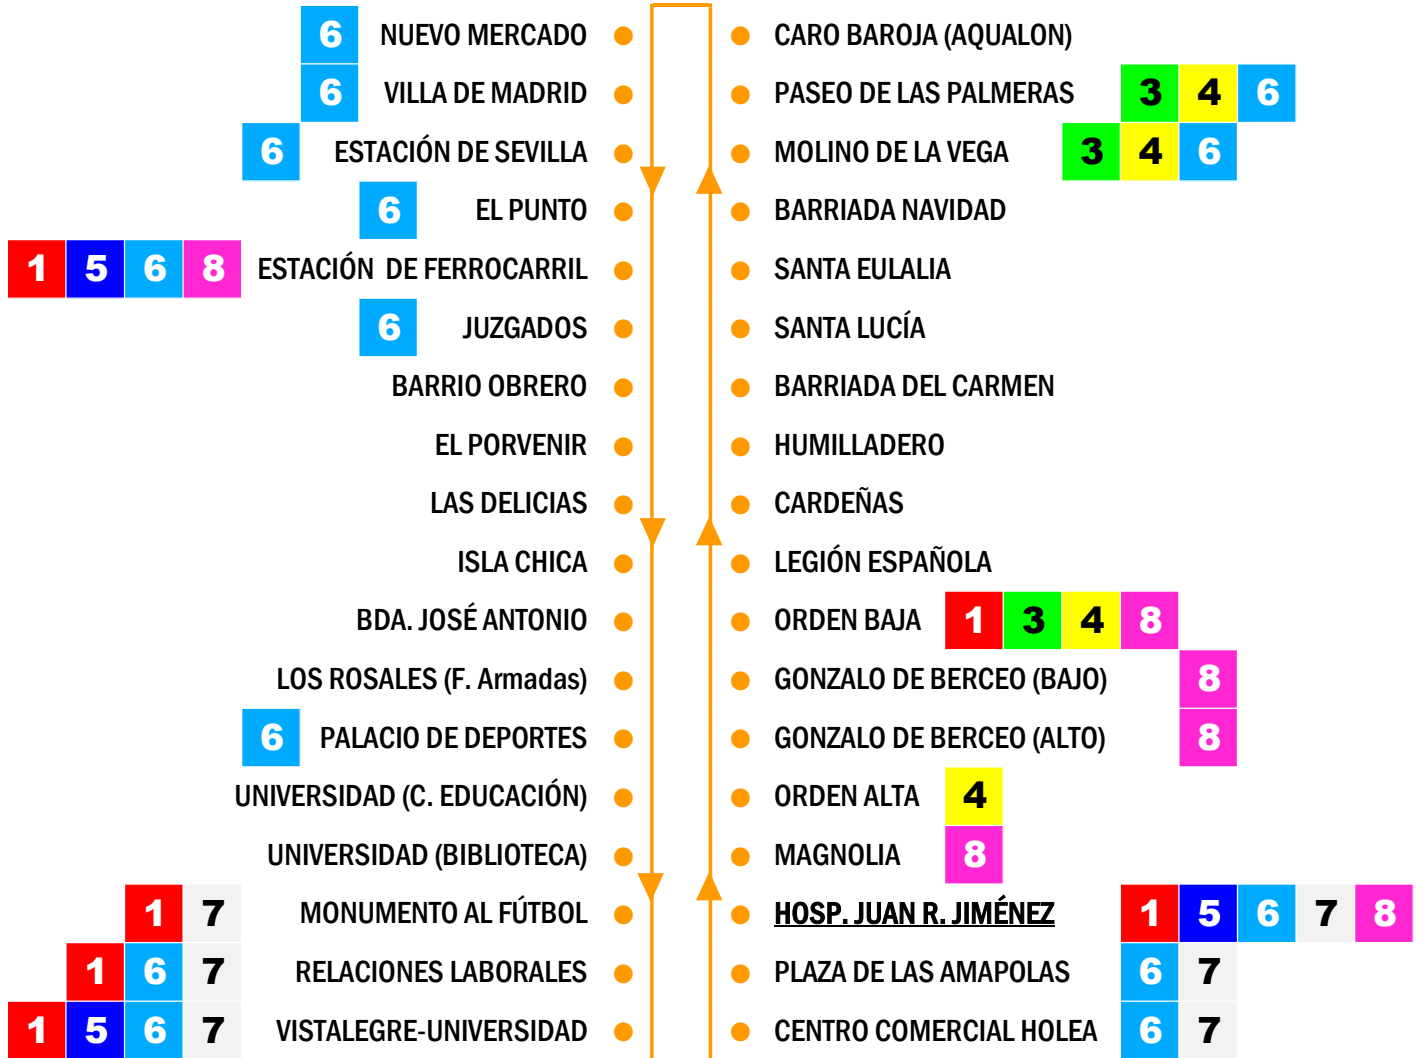 6 NUEVO MERCADO
6 VILLA DE MADRID
6 ESTACIÓN DE SEVILLA
6 EL PUNTO
1 5 6 8 ESTACIÓN DE FERROCARRIL
6 JUZGADOS
BARRIO OBRERO
EL PORVENIR
LAS DELICIAS
ISLA CHICA
BDA. JOSÉ ANTONIO
LOS ROSALES (F. Armadas)
6 PALACIO DE DEPORTES
UNIVERSIDAD (C. EDUCACIÓN)
UNIVERSIDAD (BIBLIOTECA)
1 7 MONUMENTO AL FÚTBOL
1 6 7 RELACIONES LABORALES
1 5 6 7 VISTALEGRE-UNIVERSIDAD
CARO BAROJA (AQUALON)
PASEO DE LAS PALMERAS 3 4 6
MOLINO DE LA VEGA 3 4 6
BARRIADA NAVIDAD
SANTA EULALIA
SANTA LUCÍA
BARRIADA DEL CARMEN
HUMILLADERO
CARDEÑAS
LEGIÓN ESPAÑOLA
ORDEN BAJA 1 3 4 8
GONZALO DE BERCEO (BAJO) 8
GONZALO DE BERCEO (ALTO) 8
ORDEN ALTA 4
MAGNOLIA 8
HOSP. JUAN R. JIMÉNEZ 1 5 6 7 8
PLAZA DE LAS AMAPOLAS 6 7
CENTRO COMERCIAL HOLEA 6 7